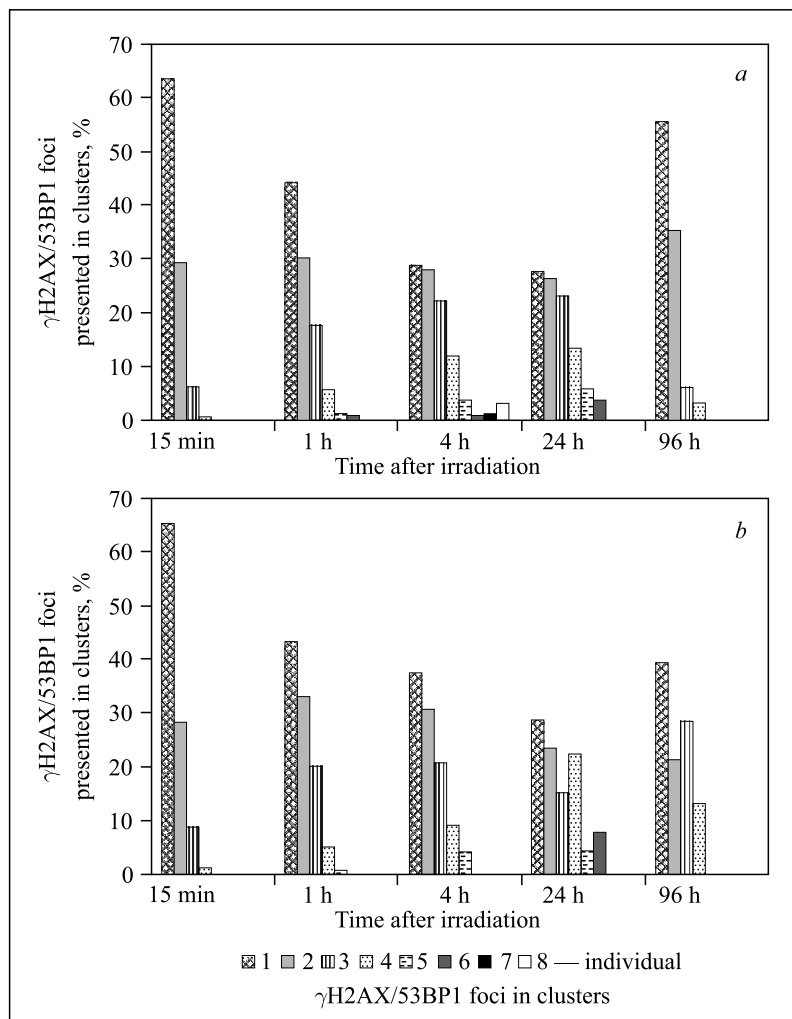 70
a
60
50
40
30
20
10
0
γH2AX/53BP1 foci
presented in clusters, %
15 min 1 h 4 h 24 h 96 h
Time after irradiation
70
b
60
50
40
30
20
10
0
γH2AX/53BP1 foci
presented in clusters, %
15 min 1 h 4 h 24 h 96 h
Time after irradiation
1 2 3 4 5 6 7 8 — individual
γH2AX/53BP1 foci in clusters